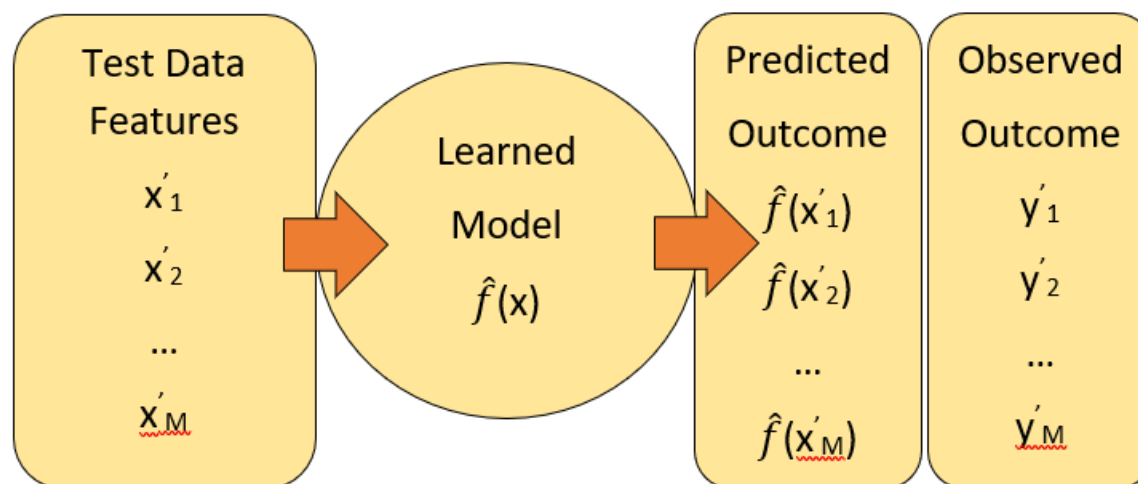 Test Data
Features
x′1
x′2
...
x′M
Learned
Model
f̂(x)
Predicted
Outcome
f̂(x′1)
f̂(x′2)
...
f̂(x′M)
Observed
Outcome
y′1
y′2
...
y′M